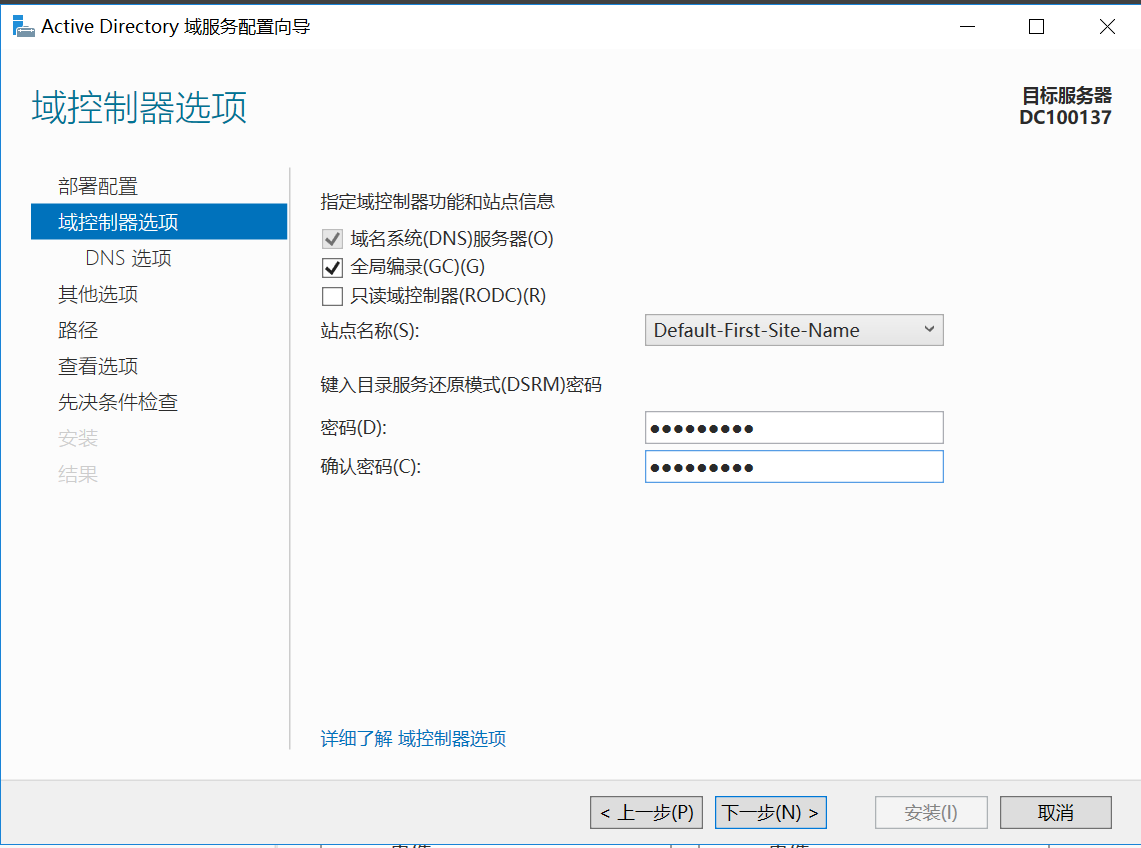 Active Directory 域服务配置向导
域控制器选项
目标服务器
DC100137
部署配置
域控制器选项
DNS 选项
其他选项
路径
查看选项
先决条件检查
安装
结果
指定域控制器功能和站点信息
域名系统(DNS)服务器(O)
全局编录(GC)(G)
只读域控制器(RODC)(R)
站点名称(S):
Default-First-Site-Name
键入目录服务还原模式(DSRM)密码
密码(D):
●●●●●●●●●
确认密码(C):
●●●●●●●●●
详细了解 域控制器选项
< 上一步(P)
下一步(N) >
安装(I)
取消